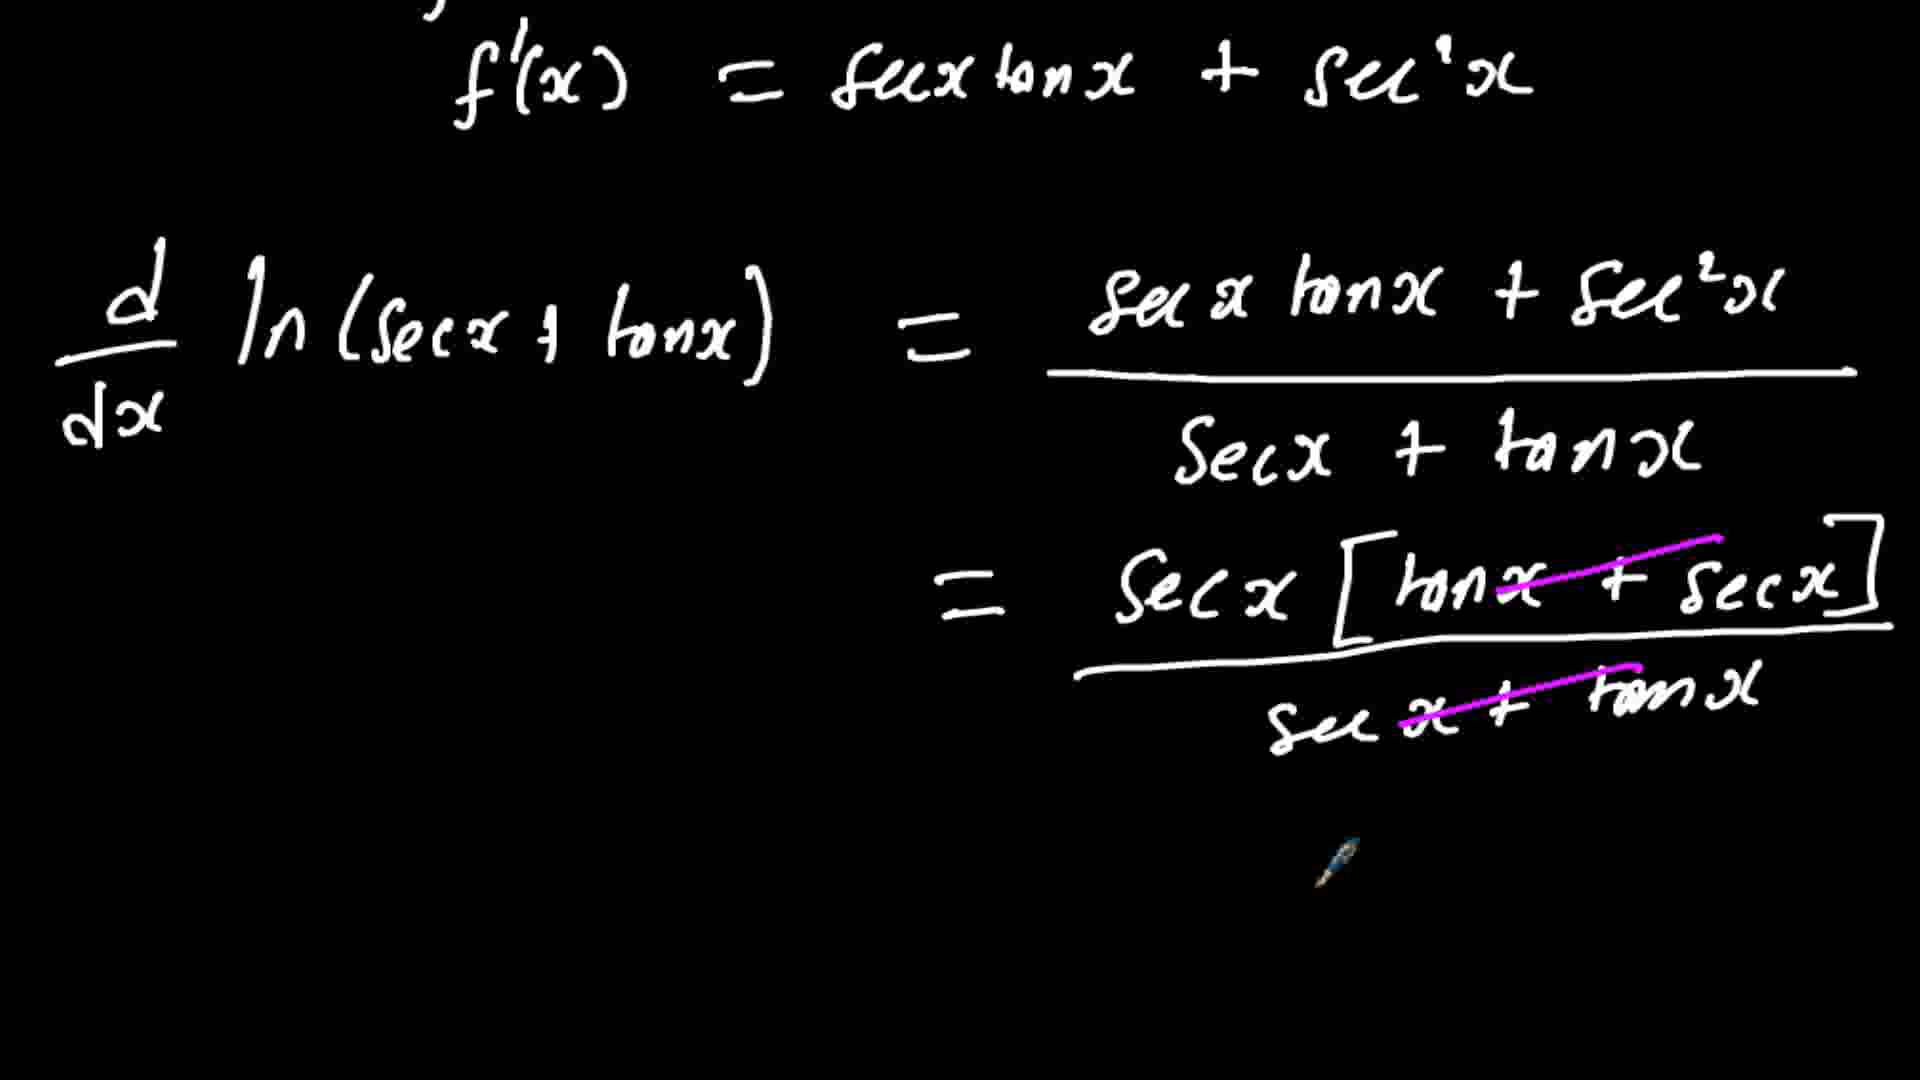 f'(x) = secx tanx + sec²x
d/dx ln(secx + tanx) = (secx tanx + sec²x)/(secx + tanx)
= secx [tanx + secx]/(secx + tanx)